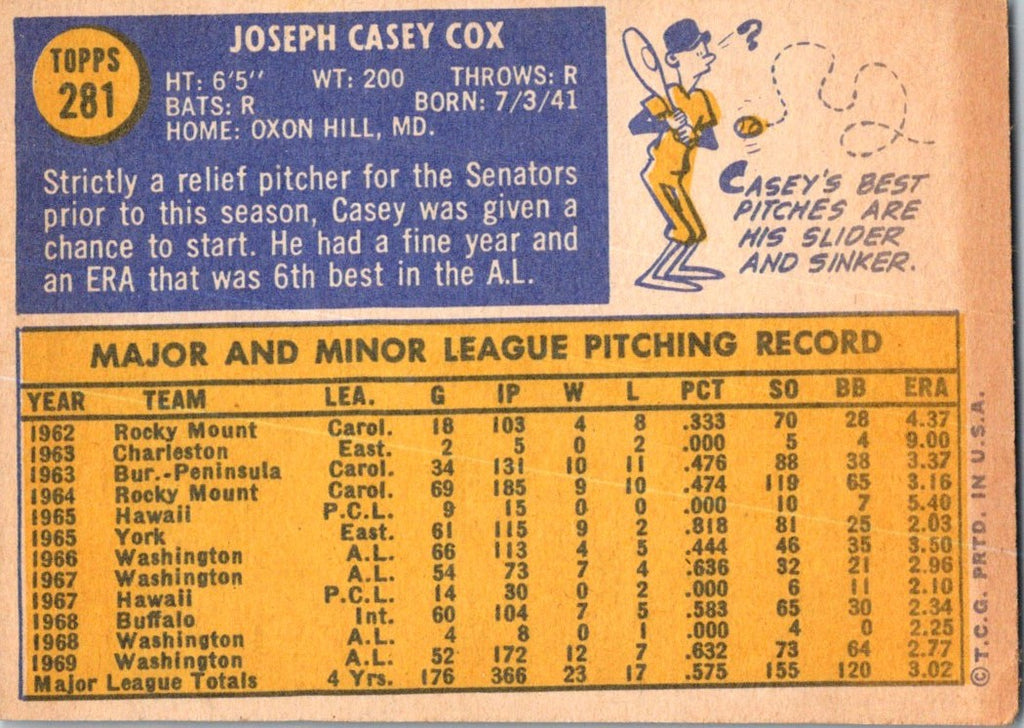 TOPPS
281
JOSEPH CASEY COX
HT: 6'5" WT: 200 THROWS: R
BATS: R BORN: 7/3/41
HOME: OXON HILL, MD.
Strictly a relief pitcher for the Senators
prior to this season, Casey was given a
chance to start. He had a fine year and
an ERA that was 6th best in the A.L.
?
CASEY'S BEST
PITCHES ARE
HIS SLIDER
AND SINKER.
MAJOR AND MINOR LEAGUE PITCHING RECORD
YEAR TEAM LEA. G IP W L PCT SO BB ERA
1962 Rocky Mount Carol. 18 103 4 8 .333 70 28 4.37
1963 Charleston East. 2 5 0 2 .000 5 4 9.00
1963 Bur.-Peninsula Carol. 34 131 10 11 .476 88 38 3.37
1964 Rocky Mount Carol. 69 185 9 10 .474 119 65 3.16
1965 Hawaii P.C.L. 9 15 0 0 .000 10 7 5.40
1965 York East. 61 115 9 2 .818 81 25 2.03
1966 Washington A.L. 66 113 4 5 .444 46 35 3.50
1967 Washington A.L. 54 73 7 4 .636 32 21 2.96
1967 Hawaii P.C.L. 14 30 0 2 .000 6 11 2.10
1968 Buffalo Int. 60 104 7 5 .583 65 30 2.34
1968 Washington A.L. 4 8 0 1 .000 4 0 2.25
1969 Washington A.L. 52 172 12 7 .632 73 64 2.77
Major League Totals 4 Yrs. 176 366 23 17 .575 155 120 3.02
© T.C.G. PRTD. IN U.S.A.